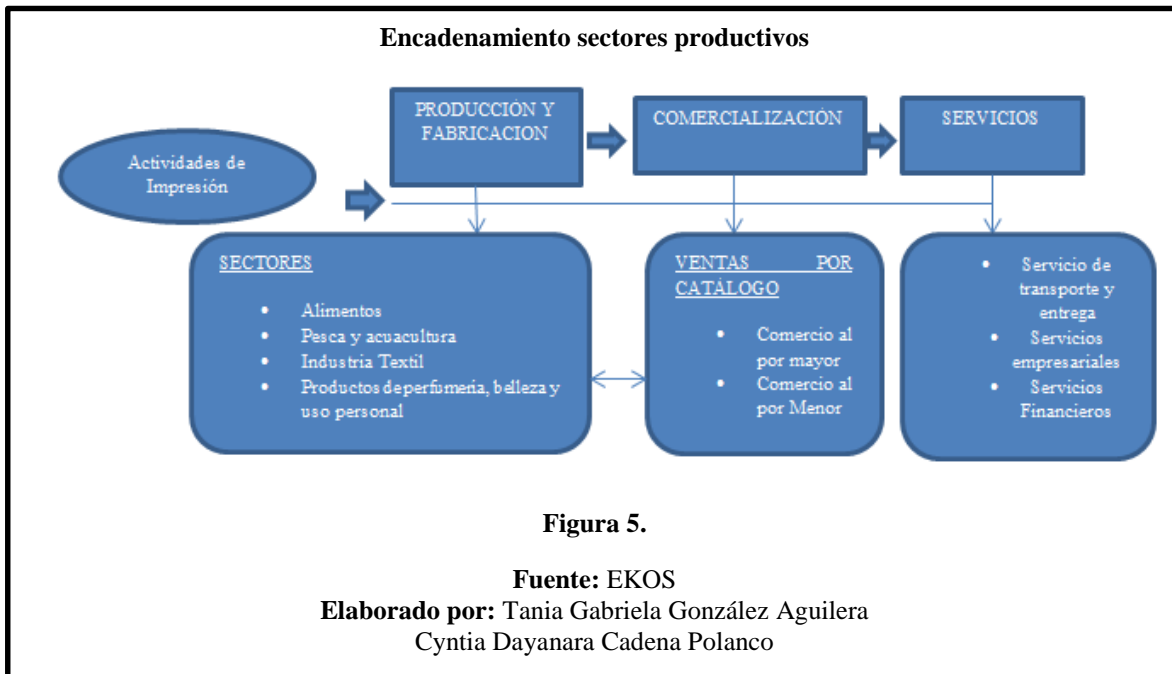 Encadenamiento sectores productivos
PRODUCCIÓN Y
FABRICACION
COMERCIALIZACIÓN
SERVICIOS
Actividades de
Impresión
SECTORES
• Alimentos
• Pesca y acuacultura
• Industria Textil
• Productos deperfumeria, belleza y
uso personal
VENTAS POR
CATÁLOGO
• Comercio al
por mayor
• Comercio al
por Menor
• Servicio de
transporte y
entrega
• Servicios
empresariales
• Servicios
Financieros
Figura 5.
Fuente: EKOS
Elaborado por: Tania Gabriela González Aguilera
Cyntia Dayanara Cadena Polanco